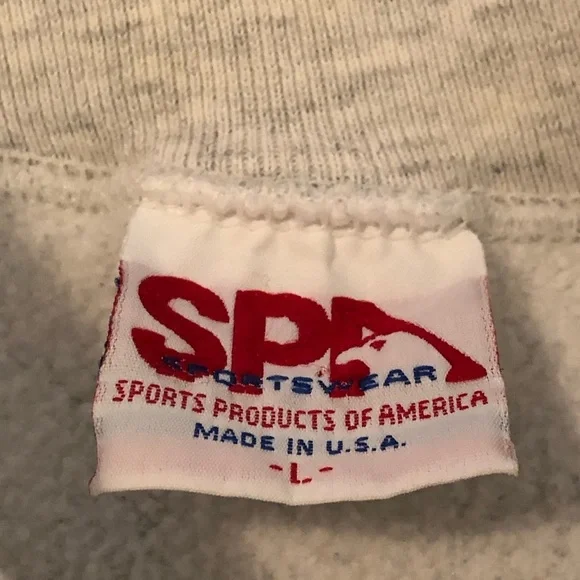 SPA
SPORTSWEAR
SPORTS PRODUCTS OF AMERICA
MADE IN U.S.A.
-L-